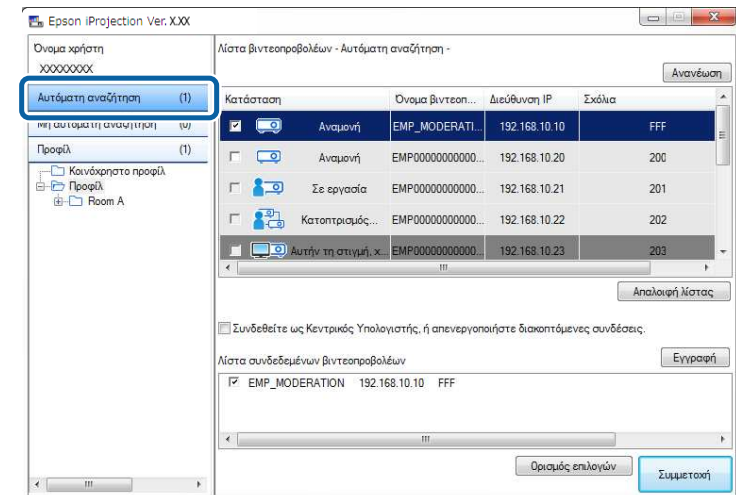 Epson iProjection Ver. X.XX
Όνομα χρήστη
XXXXXXXX
Αυτόματη αναζήτηση (1)
Μη αυτόματη αναζήτηση (0)
Προφίλ (1)
Κοινόχρηστο προφίλ
Προφίλ
Room A
Λίστα βιντεοπροβολέων - Αυτόματη αναζήτηση -
Ανανέωση
Κατάσταση Όνομα βιντεοπ... Διεύθυνση IP Σχόλια
Αναμονή EMP_MODERATI... 192.168.10.10 FFF
Αναμονή EMP00000000000... 192.168.10.20 200
Σε εργασία EMP00000000000... 192.168.10.21 201
Κατοπτρισμός... EMP00000000000... 192.168.10.22 202
Αυτήν τη στιγμή, χ... EMP00000000000... 192.168.10.23 203
Απαλοιφή λίστας
Συνδεθείτε ως Κεντρικός Υπολογιστής, ή απενεργοποιήστε διακοπτόμενες συνδέσεις.
Λίστα συνδεδεμένων βιντεοπροβολέων
Εγγραφή
EMP_MODERATION 192.168.10.10 FFF
Ορισμός επιλογών
Συμμετοχή